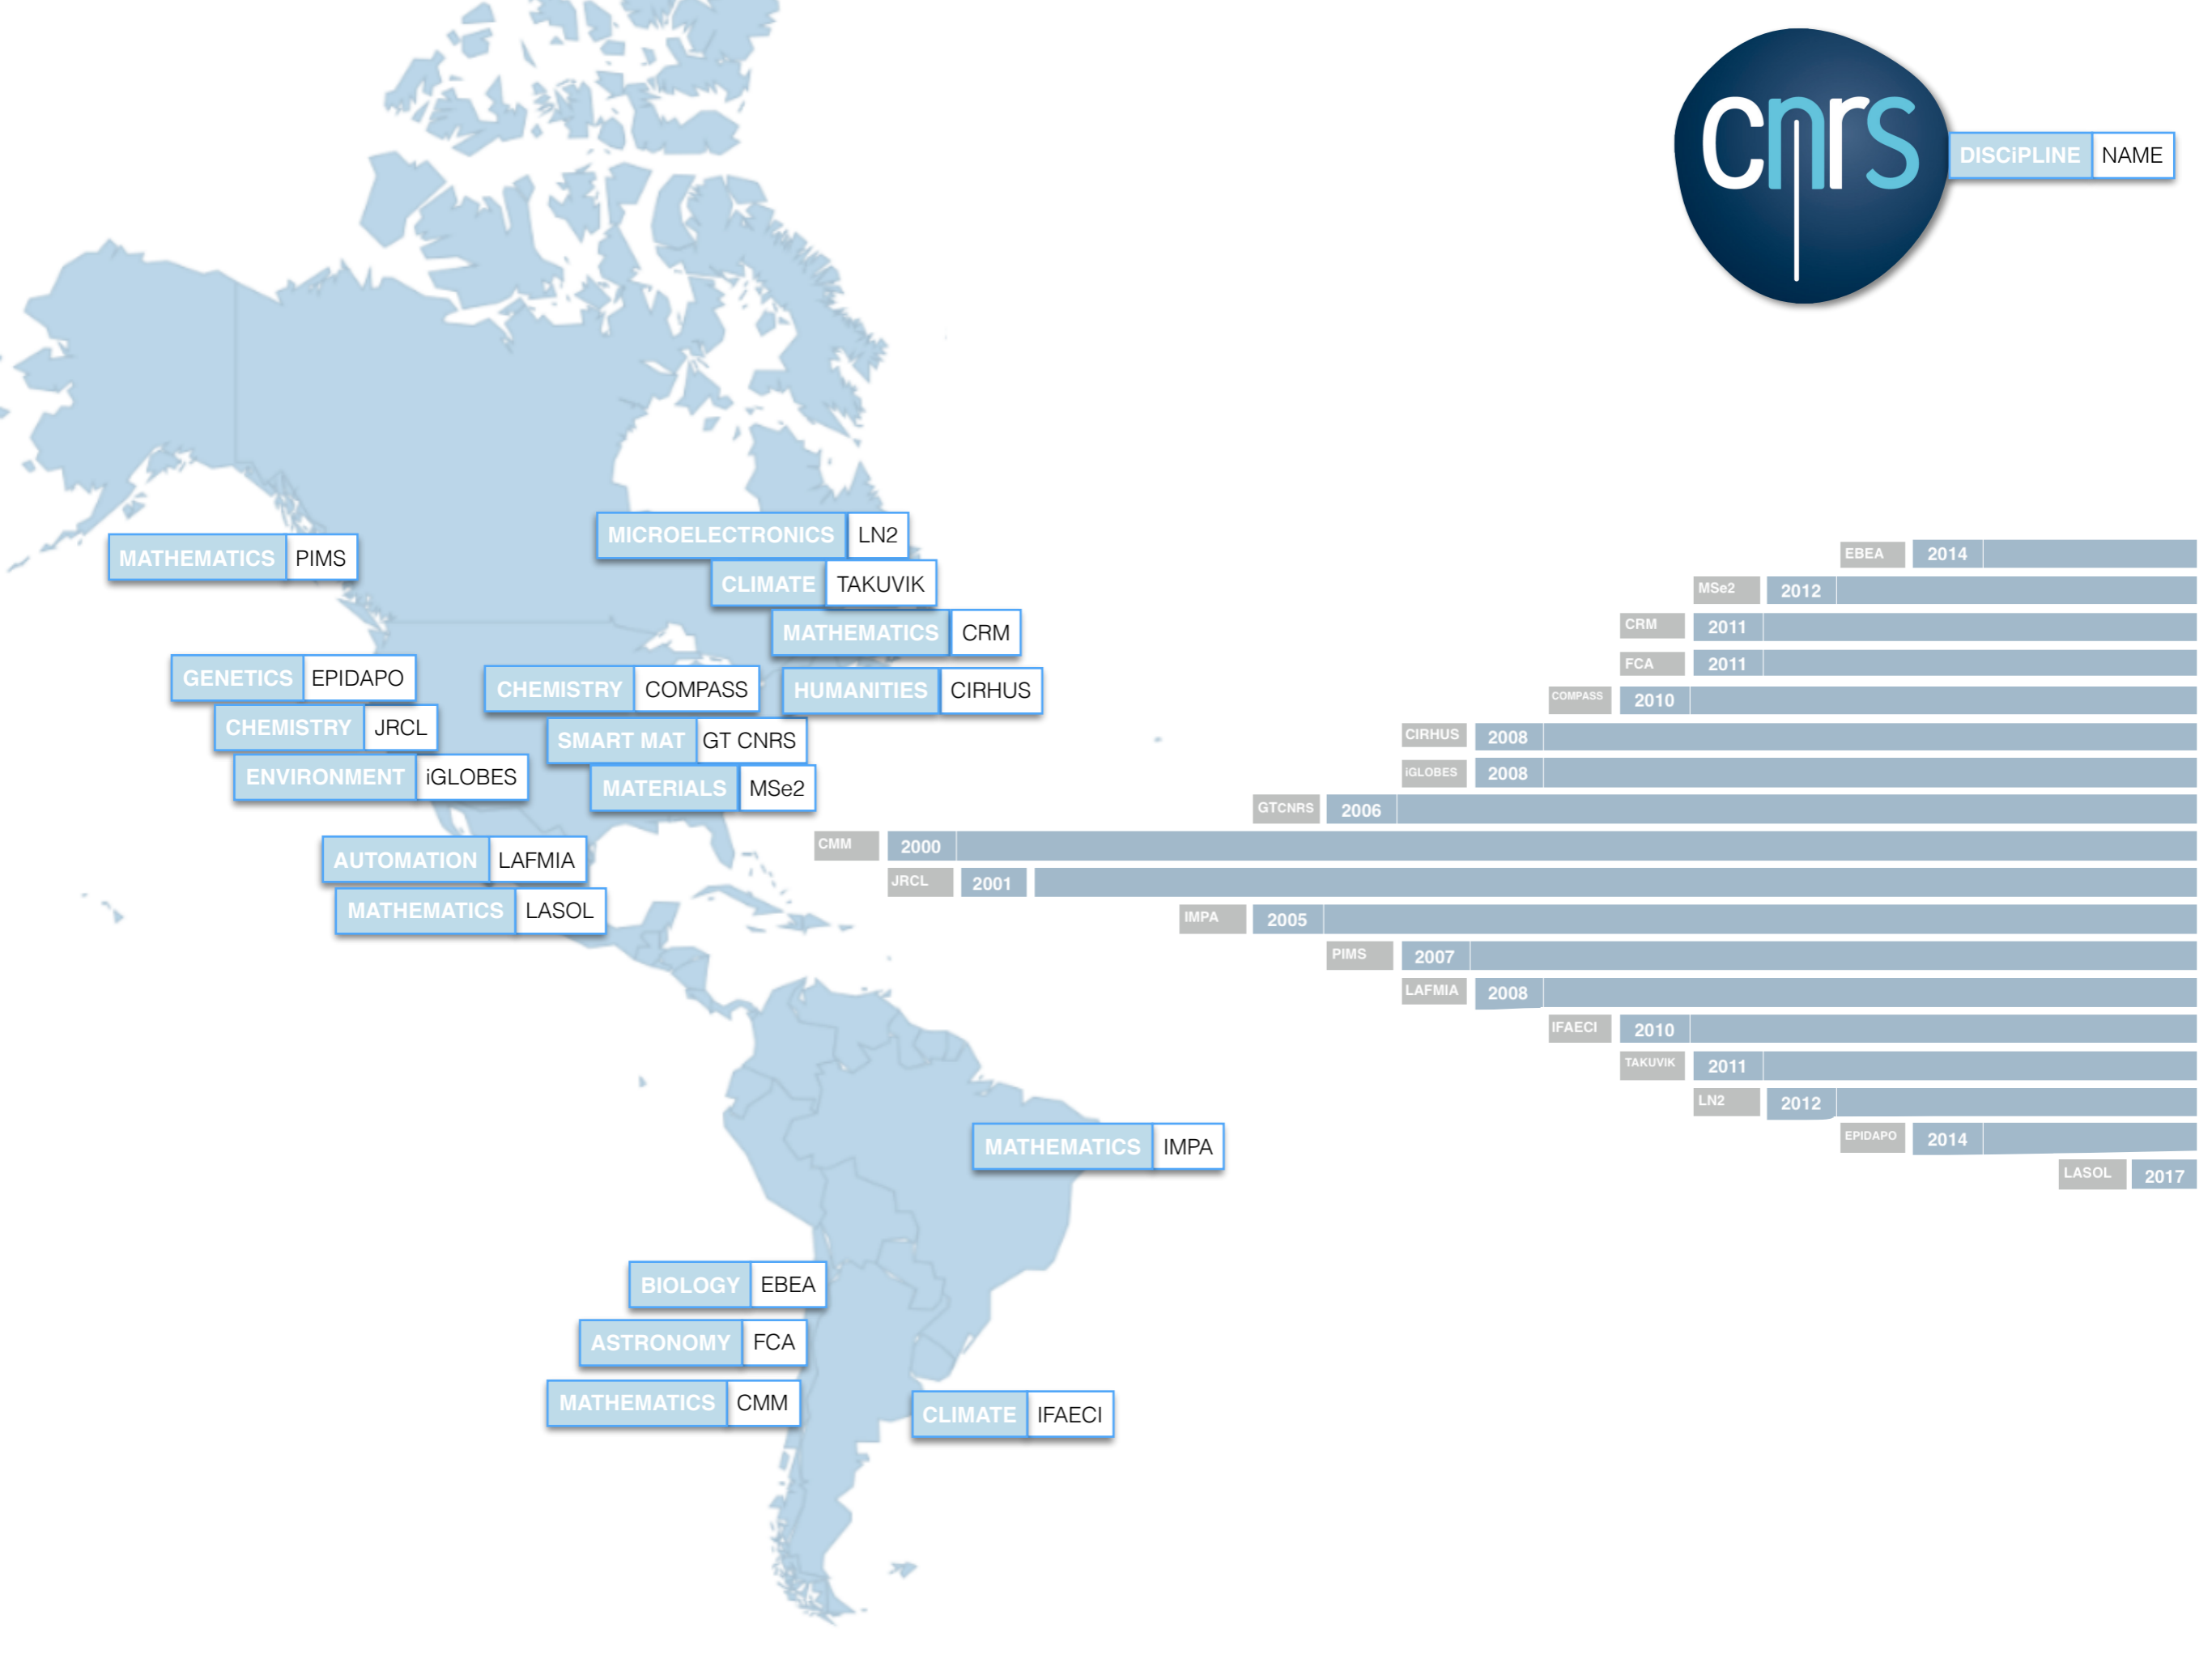 cnrs
DISCiPLINE NAME
MATHEMATICS PIMS
MICROELECTRONICS LN2
CLIMATE TAKUVIK
MATHEMATICS CRM
GENETICS EPIDAPO
CHEMISTRY JRCL
ENVIRONMENT iGLOBES
CHEMISTRY COMPASS
HUMANITIES CIRHUS
SMART MAT GT CNRS
MATERIALS MSe2
AUTOMATION LAFMIA
MATHEMATICS LASOL
MATHEMATICS IMPA
BIOLOGY EBEA
ASTRONOMY FCA
MATHEMATICS CMM
CLIMATE IFAECI
EBEA 2014
MSe2 2012
CRM 2011
FCA 2011
COMPASS 2010
CIRHUS 2008
iGLOBES 2008
GTCNRS 2006
CMM 2000
JRCL 2001
IMPA 2005
PIMS 2007
LAFMIA 2008
IFAECI 2010
TAKUVIK 2011
LN2 2012
EPIDAPO 2014
LASOL 2017